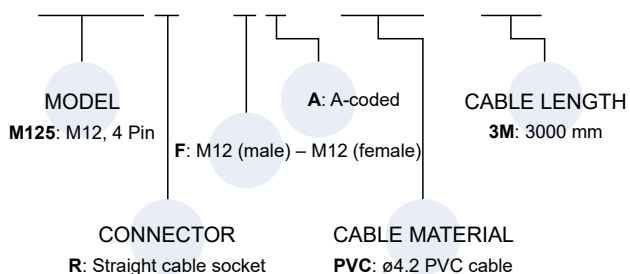 MODEL
M125: M12, 4 Pin
A: A-coded
CABLE LENGTH
3M: 3000 mm
F: M12 (male) – M12 (female)
CONNECTOR
R: Straight cable socket
CABLE MATERIAL
PVC: ø4.2 PVC cable